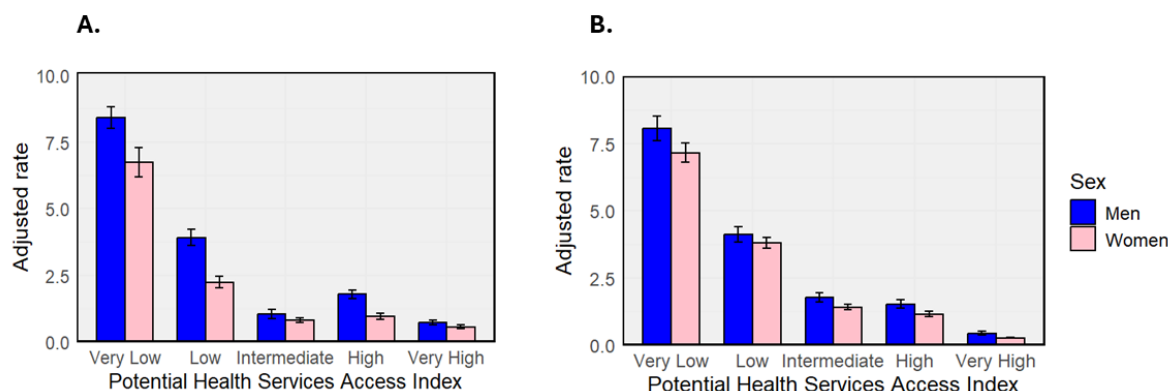 A.
10.0
7.5
5.0
2.5
0.0
Adjusted rate
Very Low Low Intermediate High Very High
Potential Health Services Access Index
B.
10.0
7.5
5.0
2.5
0.0
Adjusted rate
Very Low Low Intermediate High Very High
Potential Health Services Access Index
Sex
Men
Women